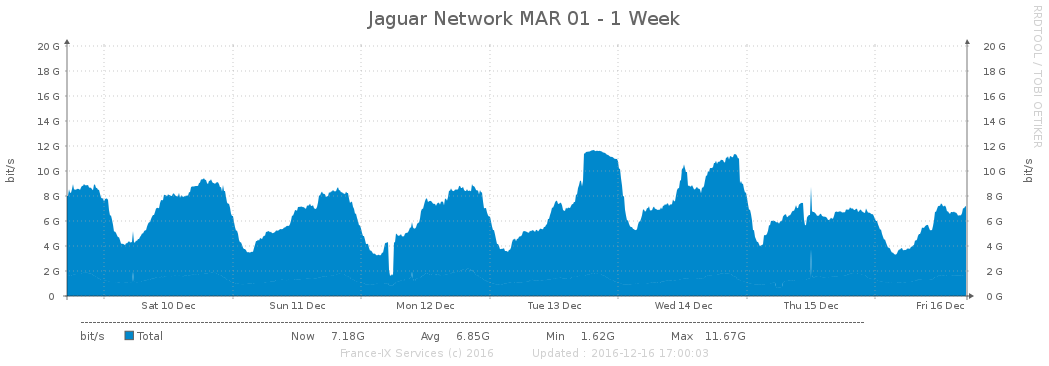 Jaguar Network MAR 01 - 1 Week
RRDTOOL / TOBI OETIKER
20 G 20 G
18 G 18 G
16 G 16 G
14 G 14 G
12 G 12 G
10 G 10 G
8 G 8 G
6 G 6 G
4 G 4 G
2 G 2 G
0 0 G
bit/s bit/s
Sat 10 Dec Sun 11 Dec Mon 12 Dec Tue 13 Dec Wed 14 Dec Thu 15 Dec Fri 16 Dec
bit/s Total Now 7.18G Avg 6.85G Min 1.62G Max 11.67G
France-IX Services (c) 2016 Updated : 2016-12-16 17:00:03